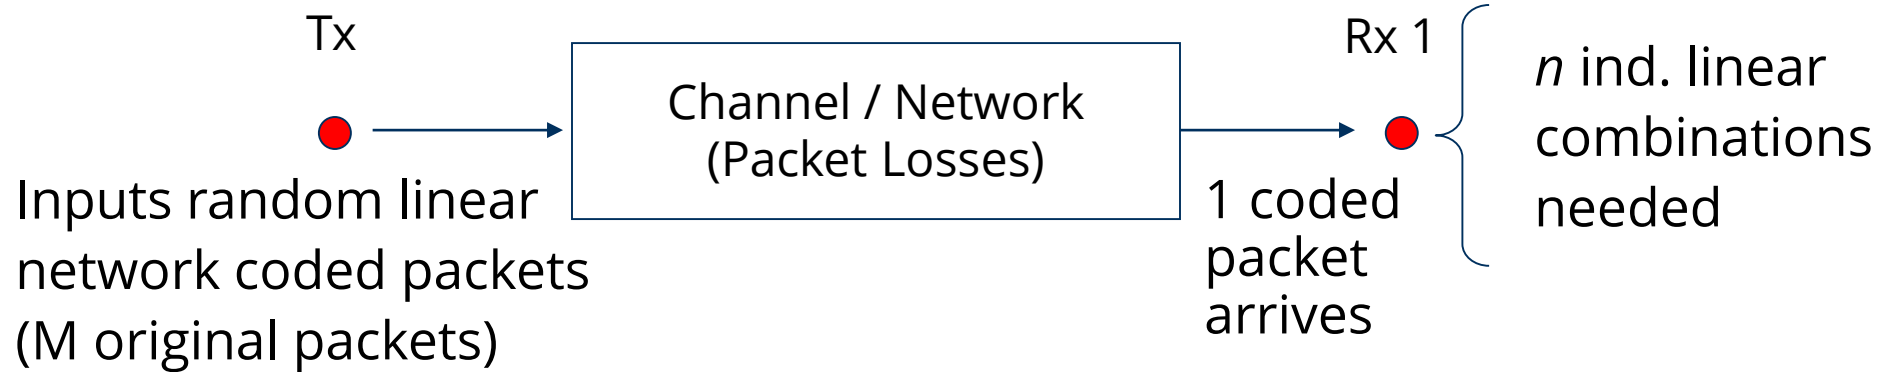 Tx
Channel / Network
(Packet Losses)
Rx 1
n ind. linear
combinations
needed
Inputs random linear
network coded packets
(M original packets)
1 coded
packet
arrives